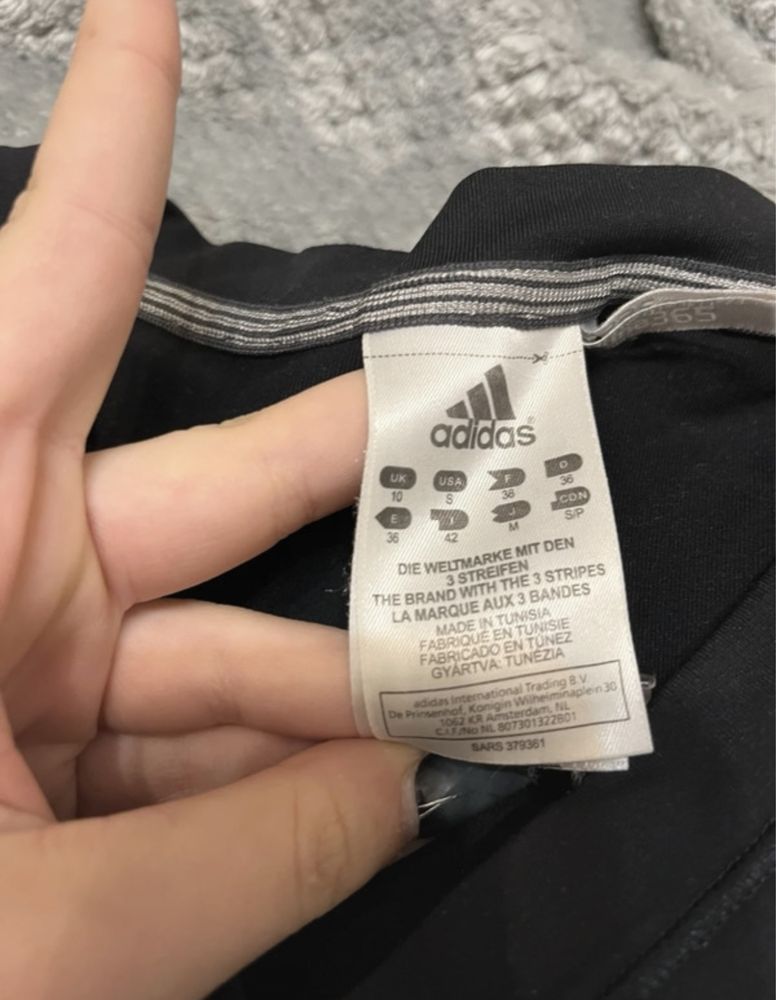 365
adidas®
UK USA F D
10 S 36 36
E I J CDN
36 42 M S/P
DIE WELTMARKE MIT DEN
3 STREIFEN
THE BRAND WITH THE 3 STRIPES
LA MARQUE AUX 3 BANDES
MADE IN TUNISIA
FABRIQUÉ EN TUNISIE
FABRICADO EN TÚNEZ
GYÁRTVA: TUNÉZIA
adidas International Trading B.V.
De Prinsenhof, Konigin Wilhelminaplein 30
1062 KR Amsterdam, NL
C.I.F./No NL 807301322B01
SARS 379361